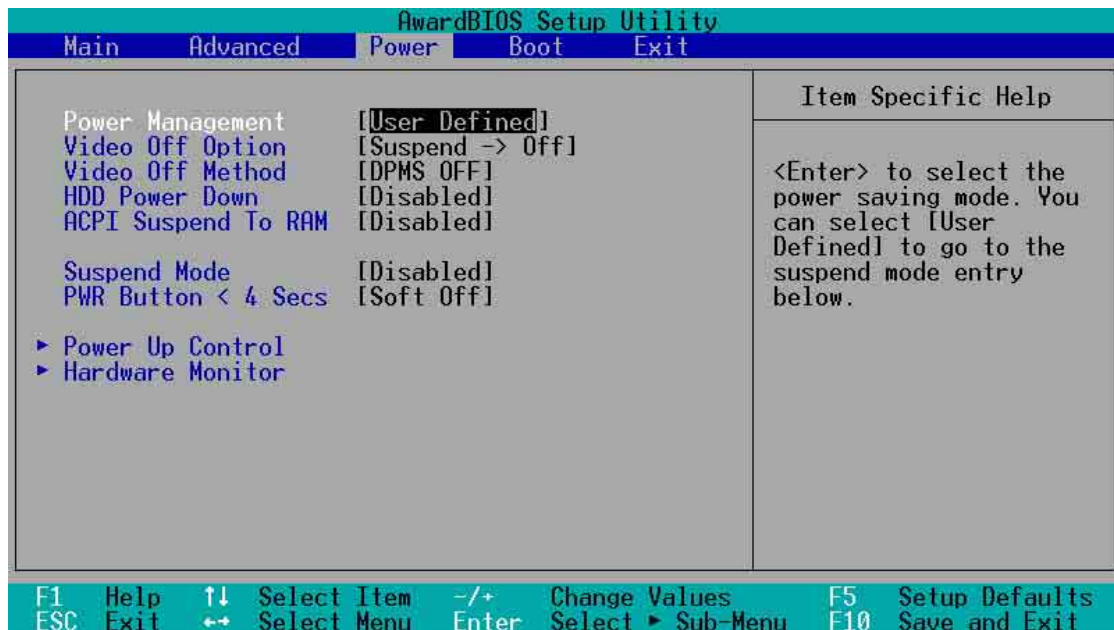 AwardBIOS Setup Utility
Main Advanced Power Boot Exit
Power Management [User Defined]
Video Off Option [Suspend -> Off]
Video Off Method [DPMS OFF]
HDD Power Down [Disabled]
ACPI Suspend To RAM [Disabled]
Suspend Mode [Disabled]
PWR Button < 4 Secs [Soft Off]
► Power Up Control
► Hardware Monitor
Item Specific Help
<Enter> to select the
power saving mode. You
can select [User
Defined] to go to the
suspend mode entry
below.
F1 Help ↑↓ Select Item -/+ Change Values F5 Setup Defaults
ESC Exit ←→ Select Menu Enter Select ► Sub-Menu F10 Save and Exit